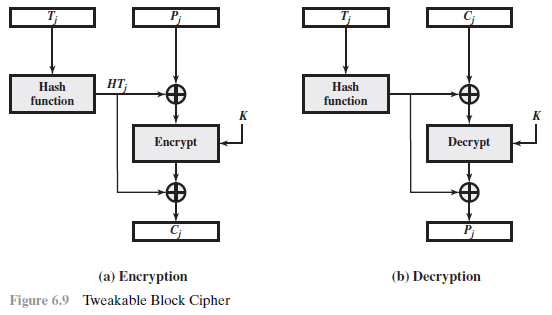 Tj
Pj
Hash
function
HTj
K
Encrypt
Cj
(a) Encryption
Tj
Cj
Hash
function
K
Decrypt
Pj
(b) Decryption
Figure 6.9 Tweakable Block Cipher